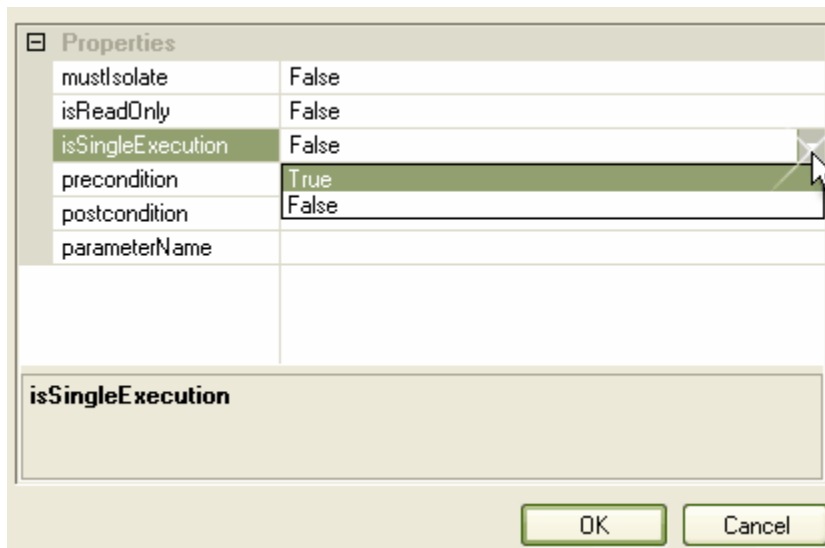 Properties
mustIsolate False
isReadOnly False
isSingleExecution False
precondition True
postcondition False
parameterName
isSingleExecution
OK Cancel